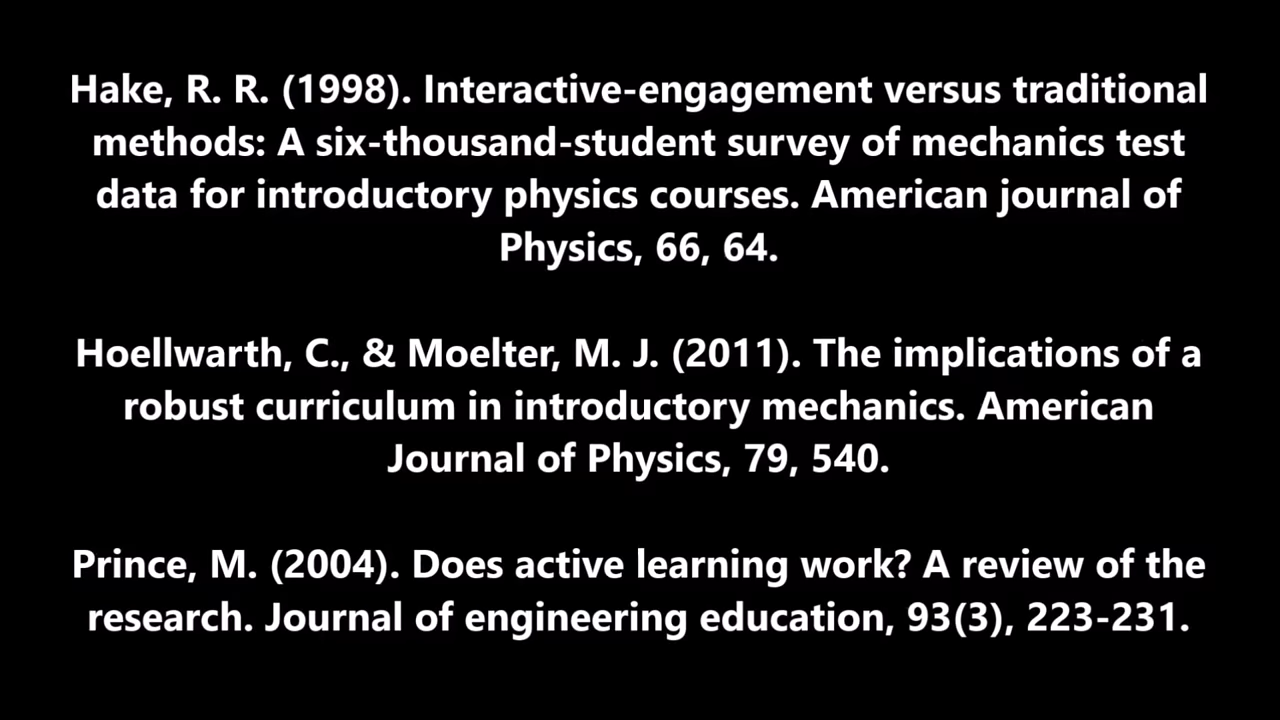 Hake, R. R. (1998). Interactive-engagement versus traditional
methods: A six-thousand-student survey of mechanics test
data for introductory physics courses. American journal of
Physics, 66, 64.
Hoellwarth, C., & Moelter, M. J. (2011). The implications of a
robust curriculum in introductory mechanics. American
Journal of Physics, 79, 540.
Prince, M. (2004). Does active learning work? A review of the
research. Journal of engineering education, 93(3), 223-231.